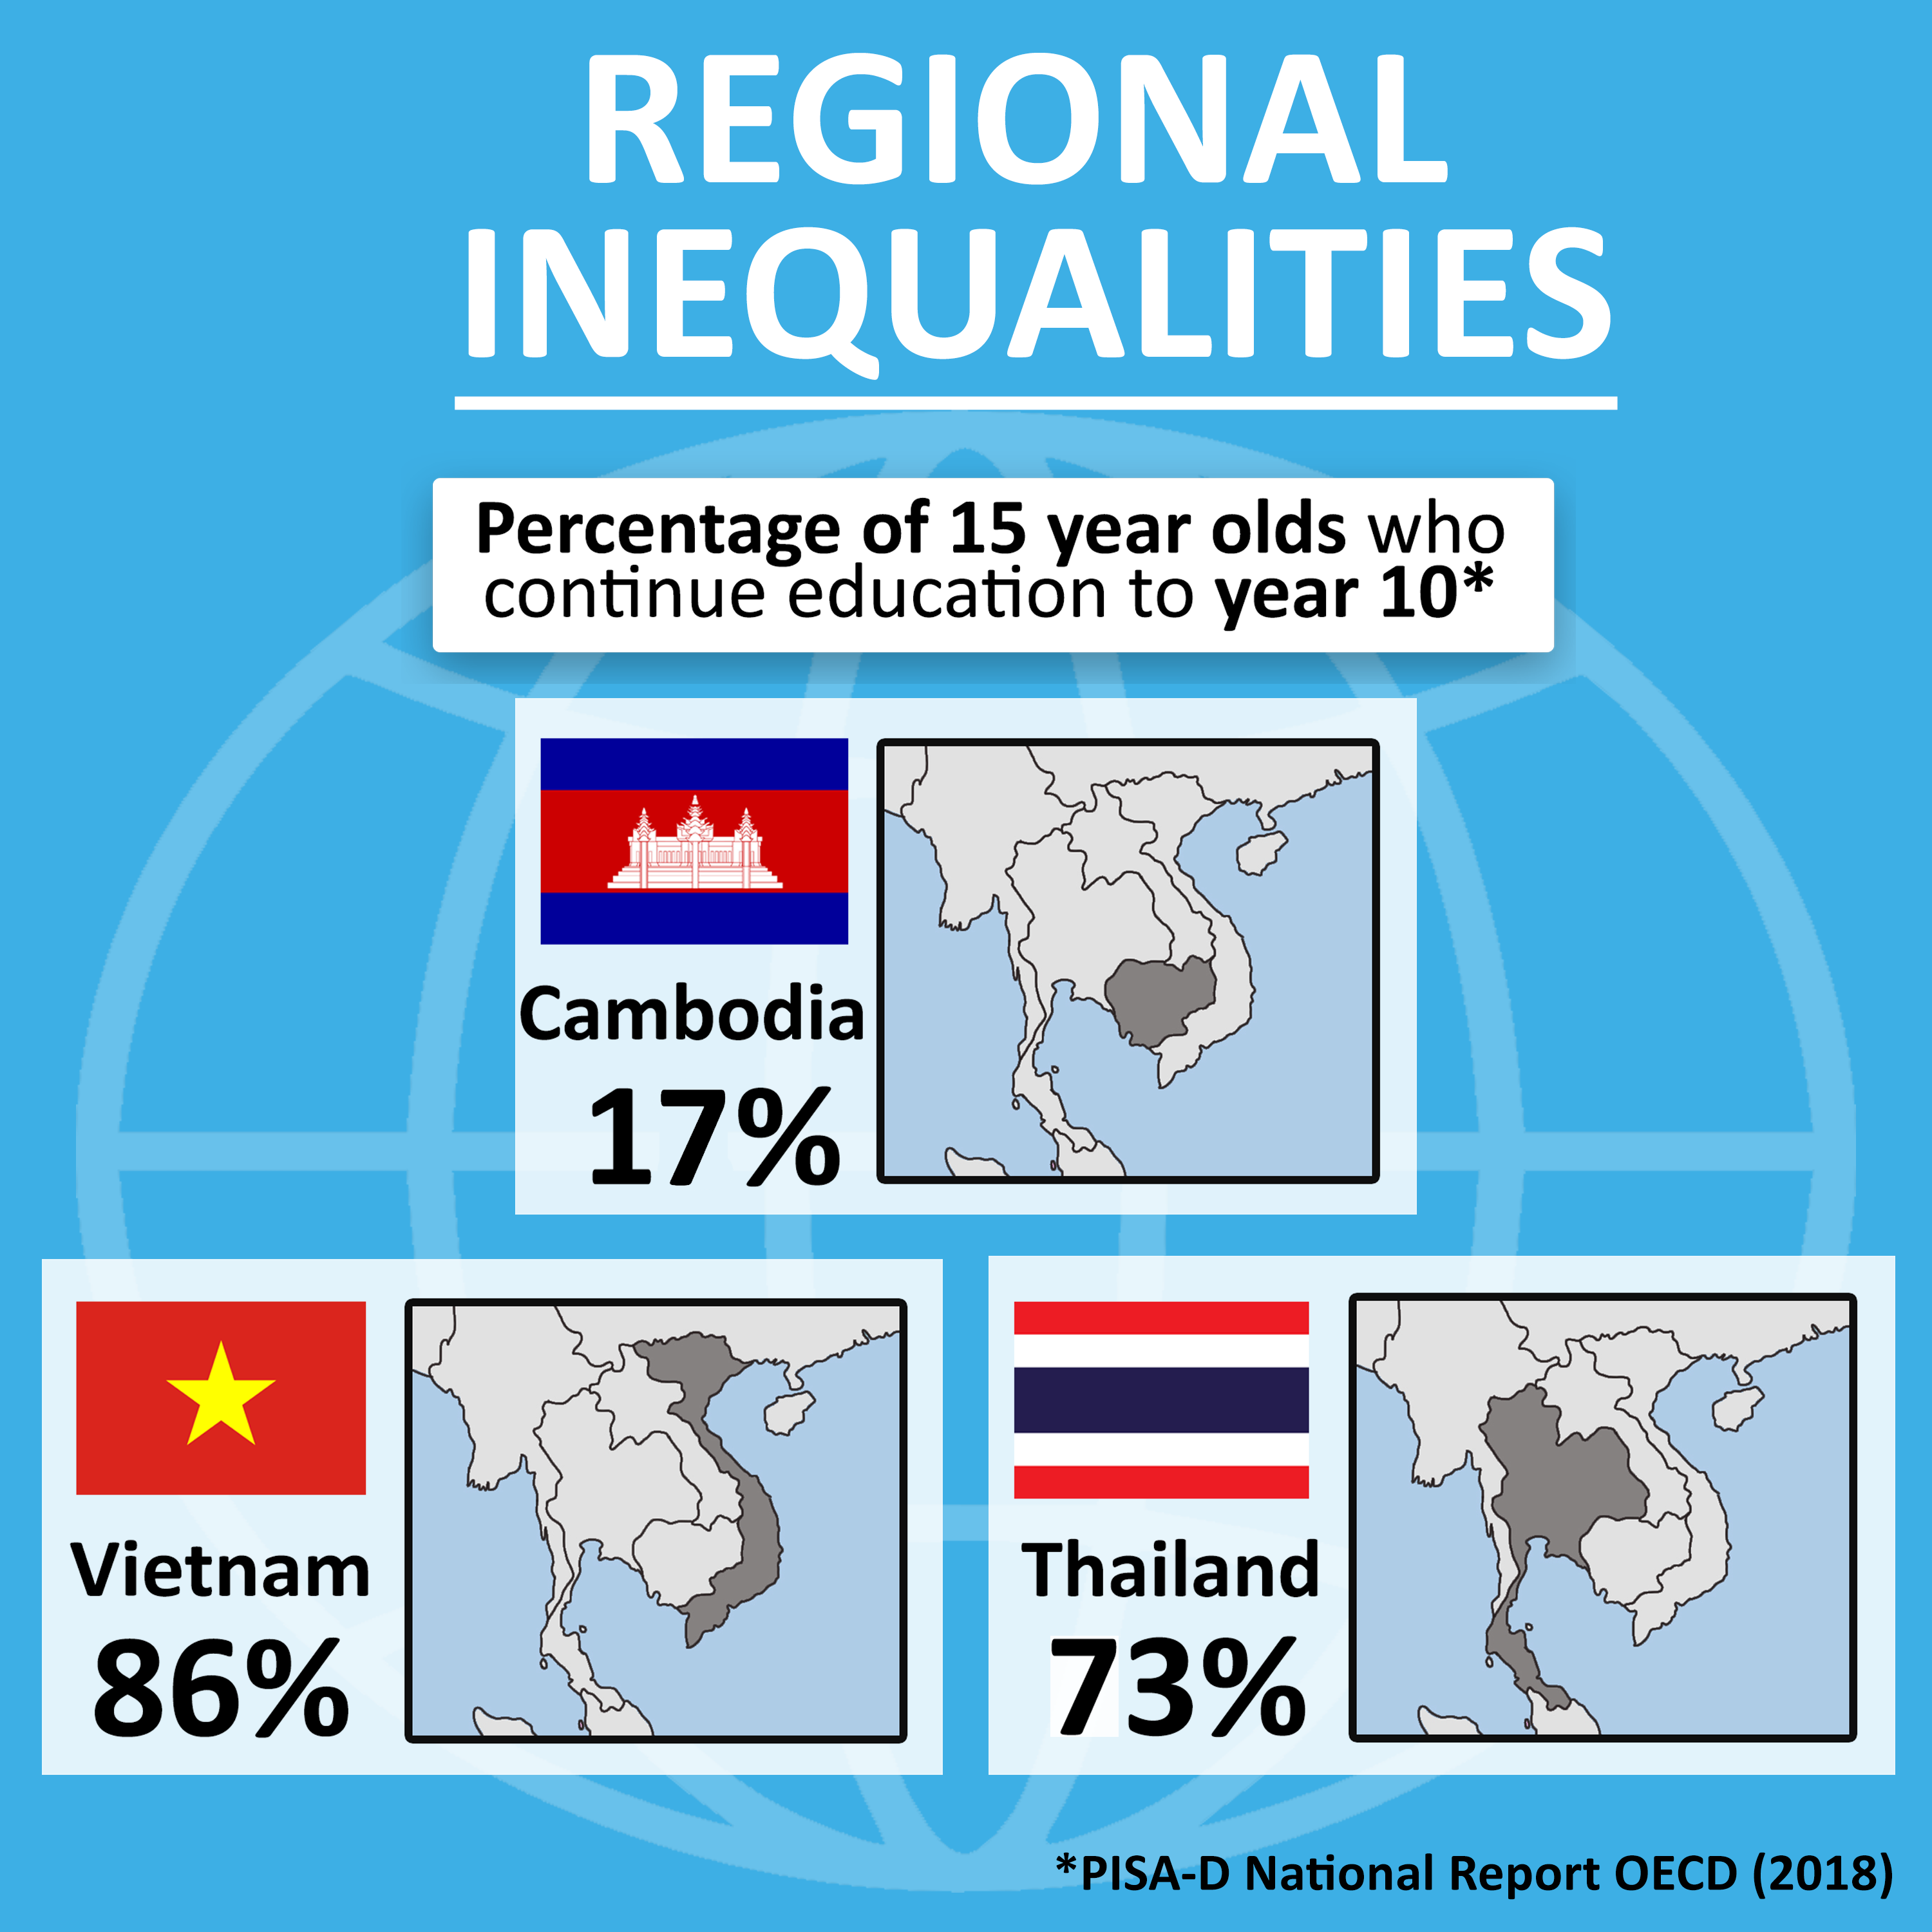 REGIONAL
INEQUALITIES
Percentage of 15 year olds who
continue education to year 10*
Cambodia
17%
Vietnam
86%
Thailand
73%
*PISA-D National Report OECD (2018)